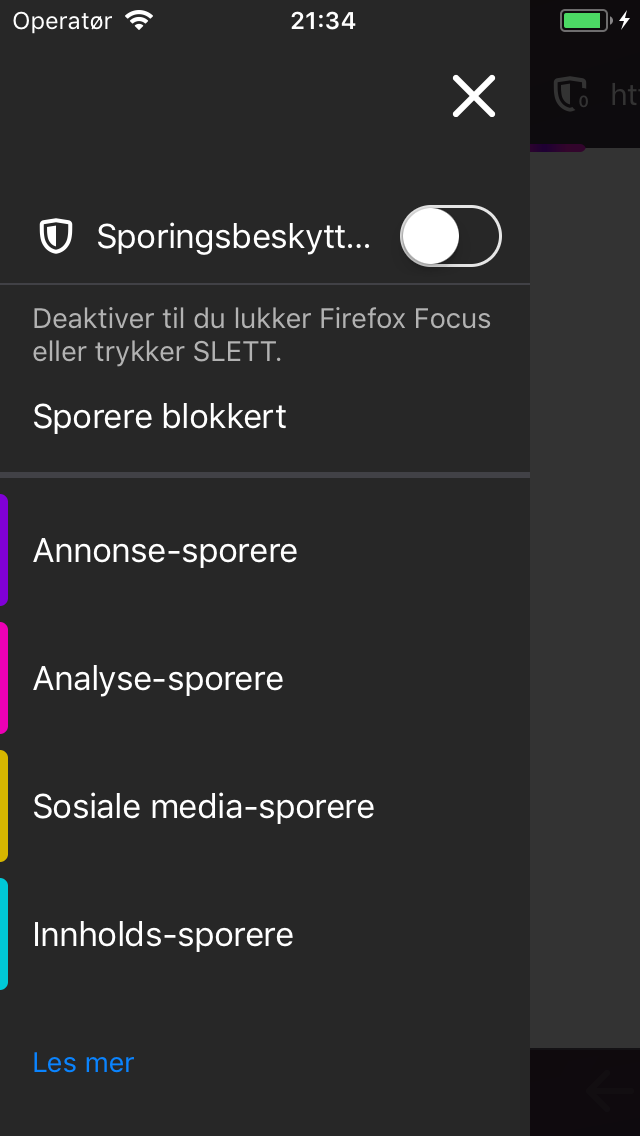 Operatør 21:34
0 ht
Sporingsbeskytt...
Deaktiver til du lukker Firefox Focus
eller trykker SLETT.
Sporere blokkert
Annonse-sporere
Analyse-sporere
Sosiale media-sporere
Innholds-sporere
Les mer